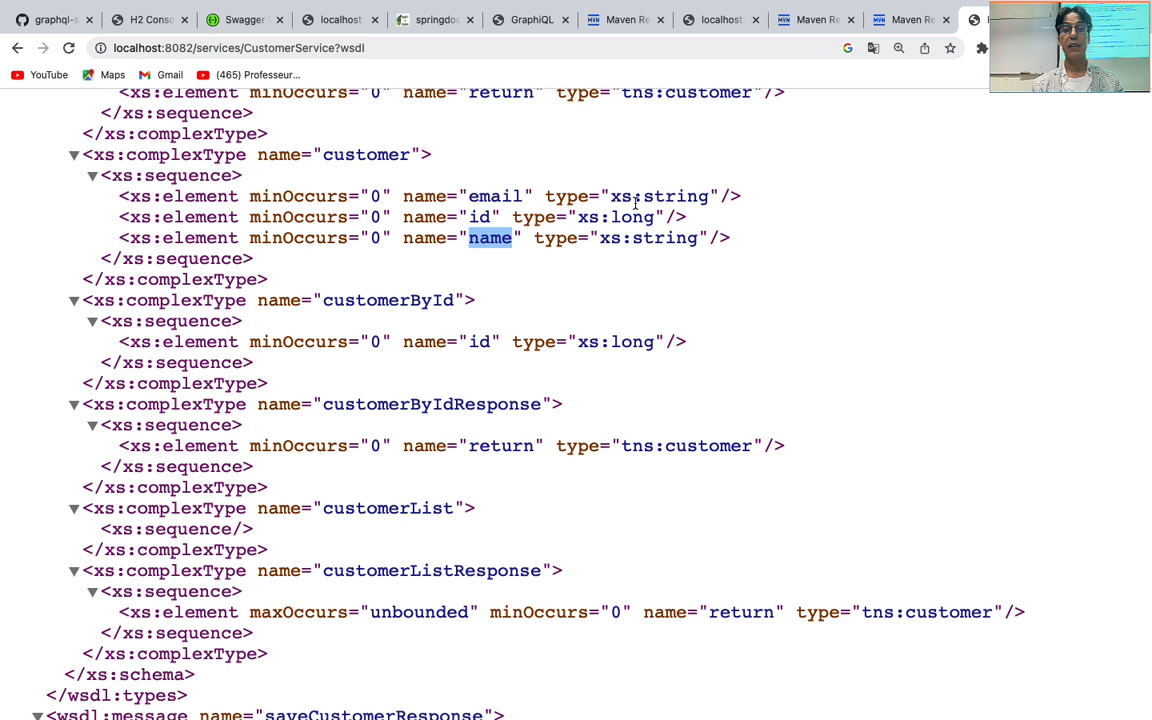 graphql-s
H2 Conso
Swagger
localhost:
springdoc
GraphiQL
Maven Re
localhost:
Maven Re
Maven Re
localhost:8082/services/CustomerService?wsdl
YouTube Maps Gmail (465) Professeur...
<xs:element minOccurs="0" name="return" type="tns:customer"/>
</xs:sequence>
</xs:complexType>
<xs:complexType name="customer">
<xs:sequence>
<xs:element minOccurs="0" name="email" type="xs:string"/>
<xs:element minOccurs="0" name="id" type="xs:long"/>
<xs:element minOccurs="0" name="name" type="xs:string"/>
</xs:sequence>
</xs:complexType>
<xs:complexType name="customerById">
<xs:sequence>
<xs:element minOccurs="0" name="id" type="xs:long"/>
</xs:sequence>
</xs:complexType>
<xs:complexType name="customerByIdResponse">
<xs:sequence>
<xs:element minOccurs="0" name="return" type="tns:customer"/>
</xs:sequence>
</xs:complexType>
<xs:complexType name="customerList">
<xs:sequence/>
</xs:complexType>
<xs:complexType name="customerListResponse">
<xs:sequence>
<xs:element maxOccurs="unbounded" minOccurs="0" name="return" type="tns:customer"/>
</xs:sequence>
</xs:complexType>
</xs:schema>
</wsdl:types>
<wsdl:message name="saveCustomerResponse">